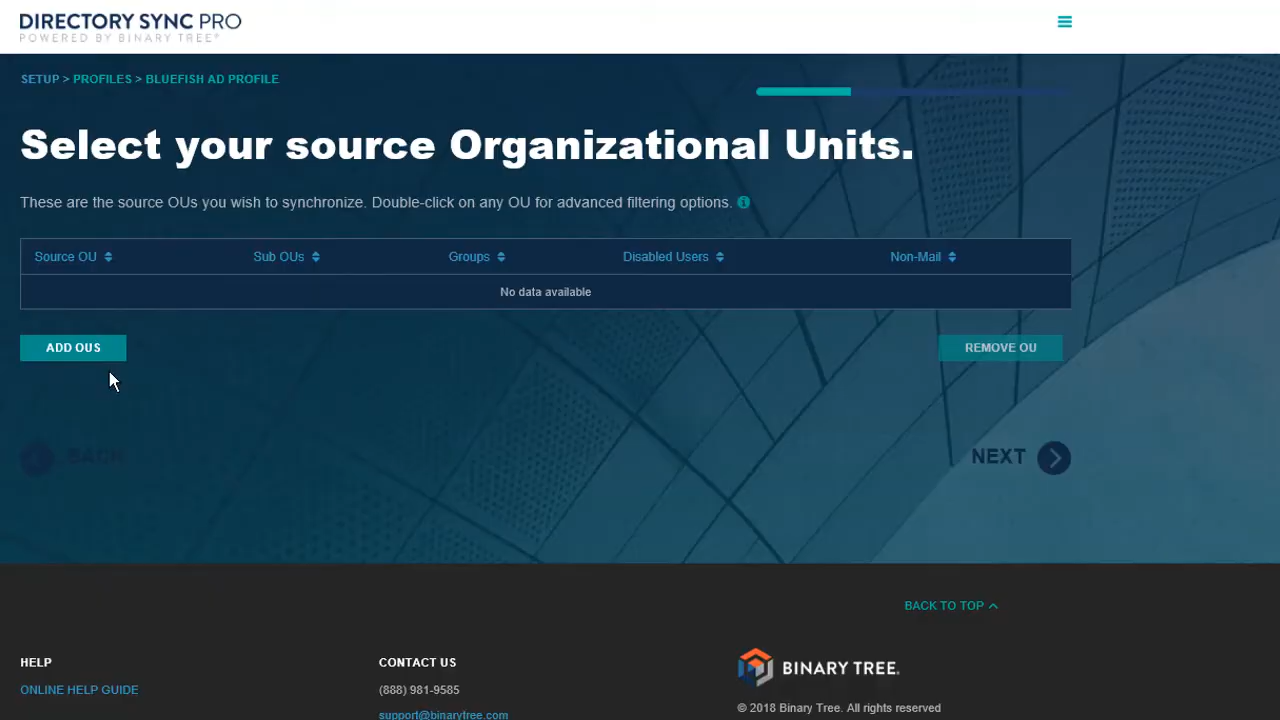 DIRECTORY SYNC PRO
POWERED BY BINARY TREE®
SETUP > PROFILES > BLUEFISH AD PROFILE
Select your source Organizational Units.
These are the source OUs you wish to synchronize. Double-click on any OU for advanced filtering options.
Source OU Sub OUs Groups Disabled Users Non-Mail
No data available
ADD OUS REMOVE OU
BACK NEXT
BACK TO TOP
HELP CONTACT US BINARY TREE.
ONLINE HELP GUIDE (888) 981-9585
support@binarytree.com © 2018 Binary Tree. All rights reserved